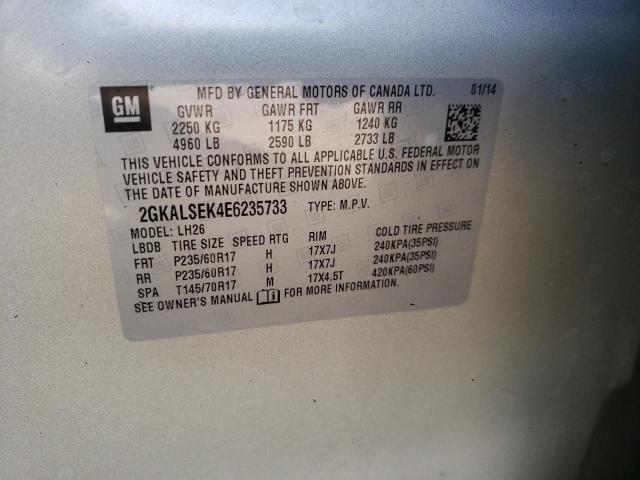 GM
MFD BY GENERAL MOTORS OF CANADA LTD. 01/14
GVWR GAWR FRT GAWR RR
2250 KG 1175 KG 1240 KG
4960 LB 2590 LB 2733 LB
THIS VEHICLE CONFORMS TO ALL APPLICABLE U.S. FEDERAL MOTOR
VEHICLE SAFETY AND THEFT PREVENTION STANDARDS IN EFFECT ON
THE DATE OF MANUFACTURE SHOWN ABOVE.
2GKALSEK4E6235733 TYPE: M.P.V.
MODEL: LH26
LBDB TIRE SIZE SPEED RTG RIM COLD TIRE PRESSURE
FRT P235/60R17 H 17X7J 240KPA(35PSI)
RR P235/60R17 H 17X7J 240KPA(35PSI)
SPA T145/70R17 M 17X4.5T 420KPA(60PSI)
SEE OWNER'S MANUAL FOR MORE INFORMATION.